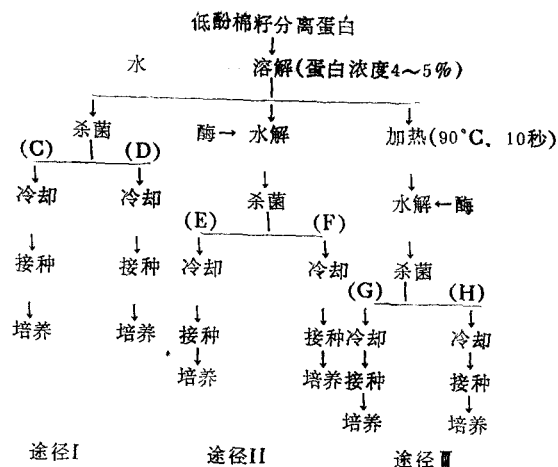 低酚棉籽分离蛋白
水 溶解(蛋白浓度4~5%)
杀菌 酶→ 水解 加热(90°C、10秒)
(C) (D)
冷却 冷却 杀菌 水解←酶
(E) (F)
接种 接种 冷却 冷却 杀菌
(G) (H)
培养 培养 接种 接种 冷却 冷却
培养 培养 接种 接种
培养 培养
途径I 途径II 途径Ⅲ